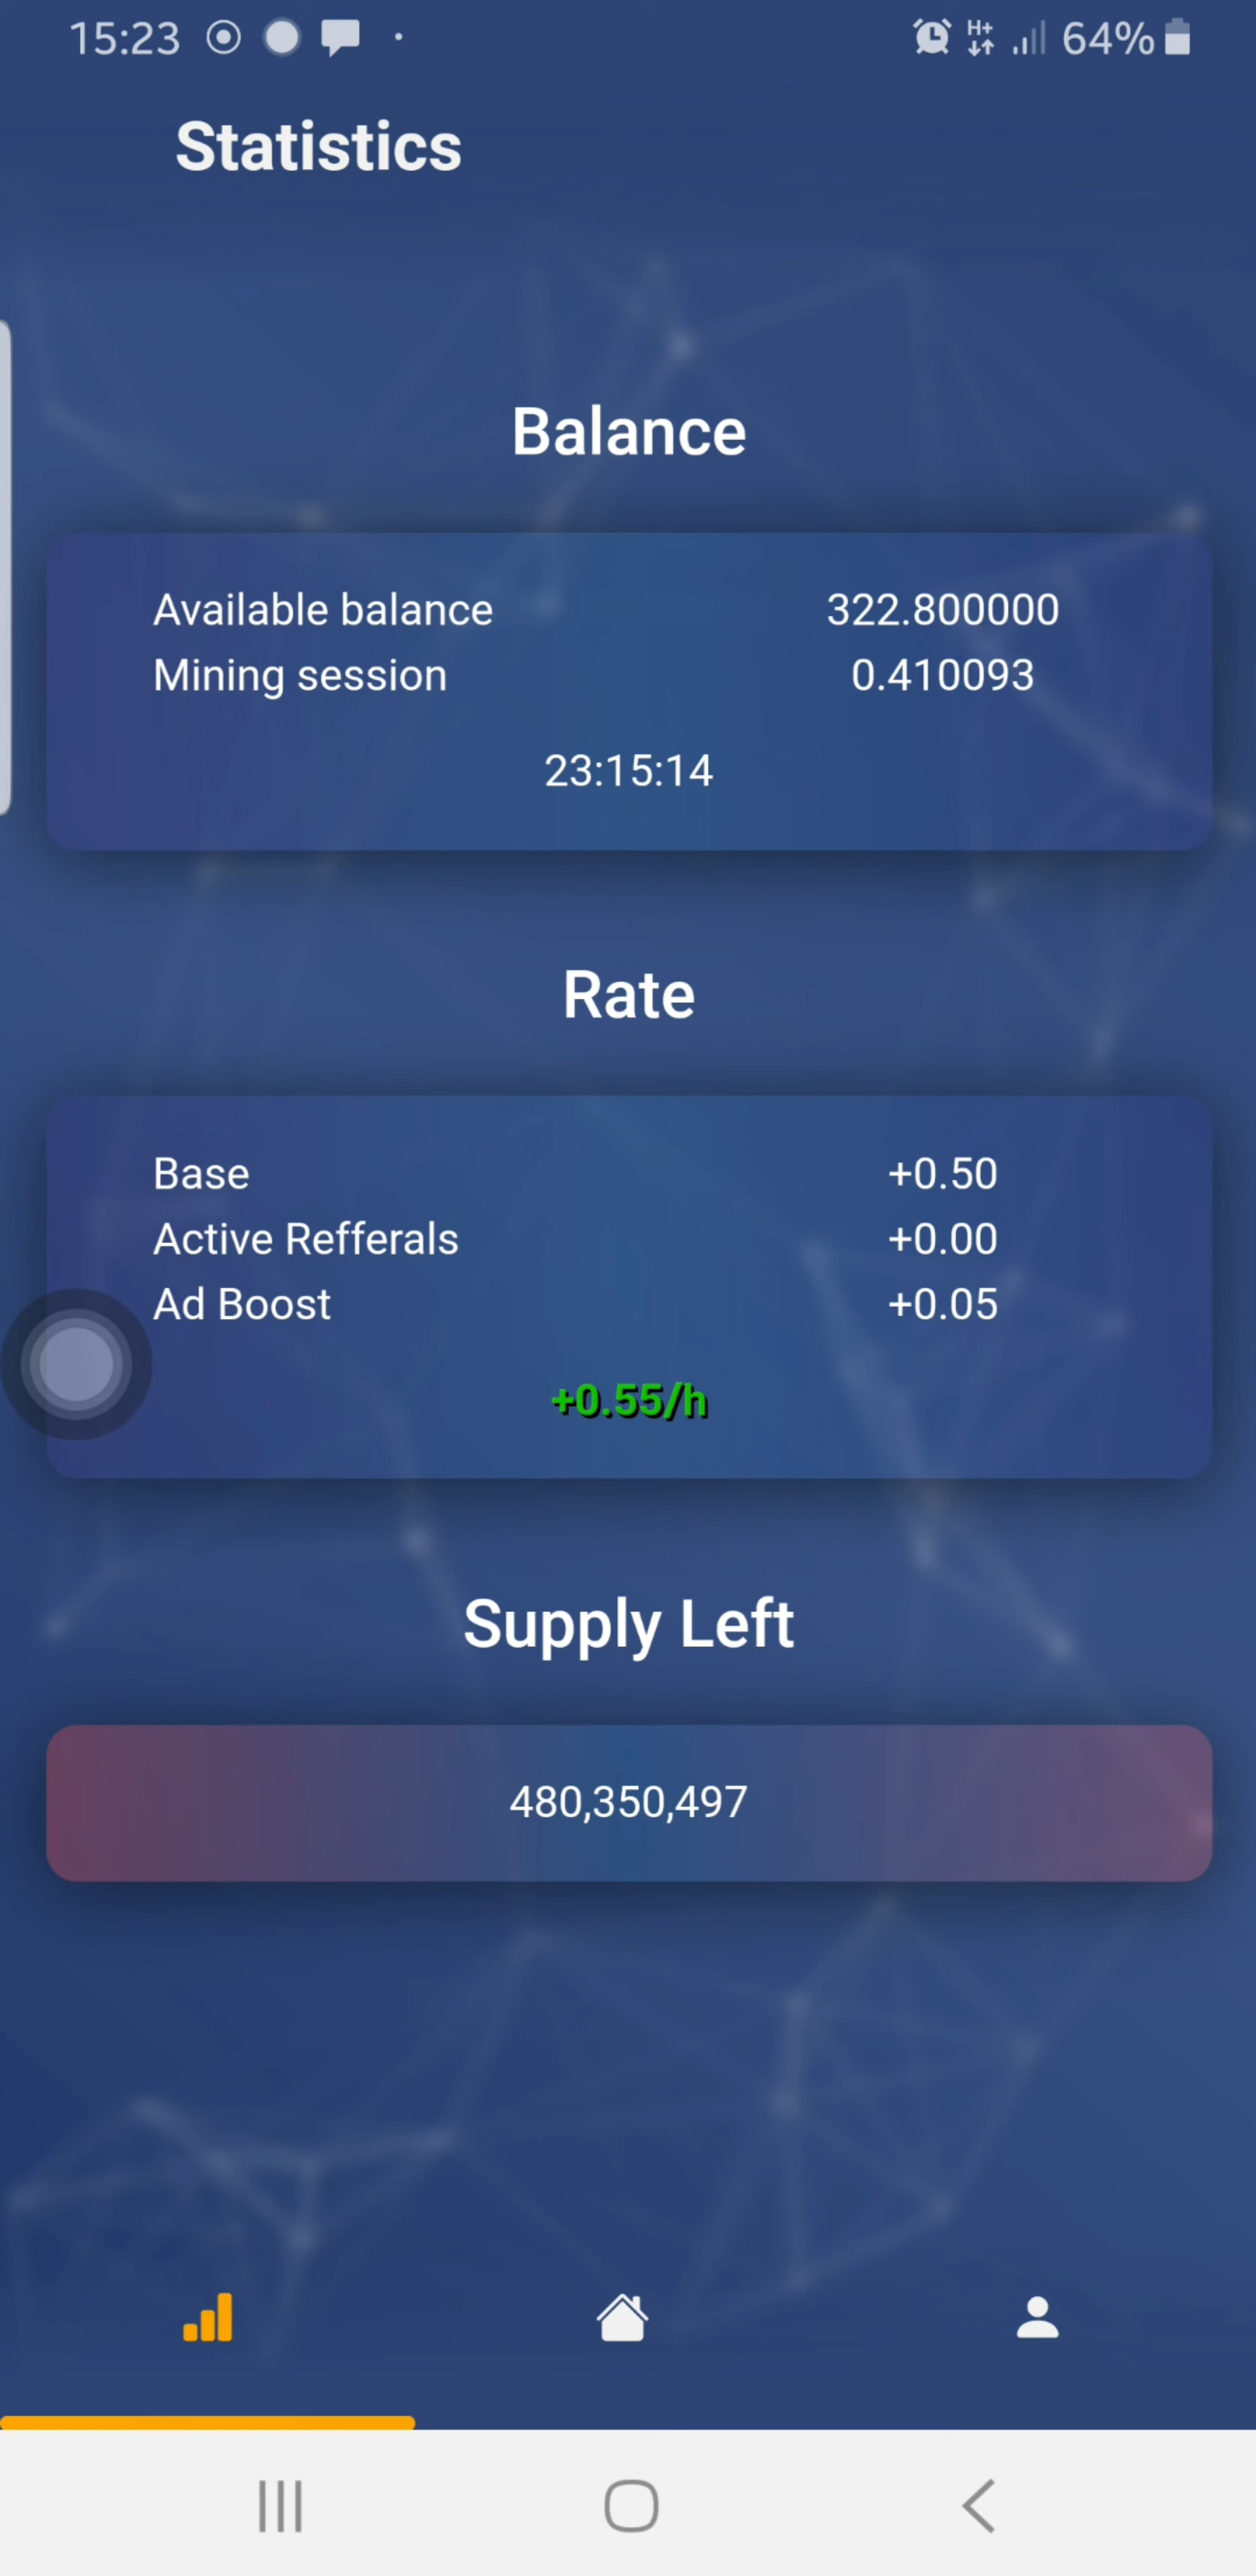 15:23 H+ 64%
Statistics
Balance
Available balance 322.800000
Mining session 0.410093
23:15:14
Rate
Base +0.50
Active Refferals +0.00
Ad Boost +0.05
+0.55/h
Supply Left
480,350,497